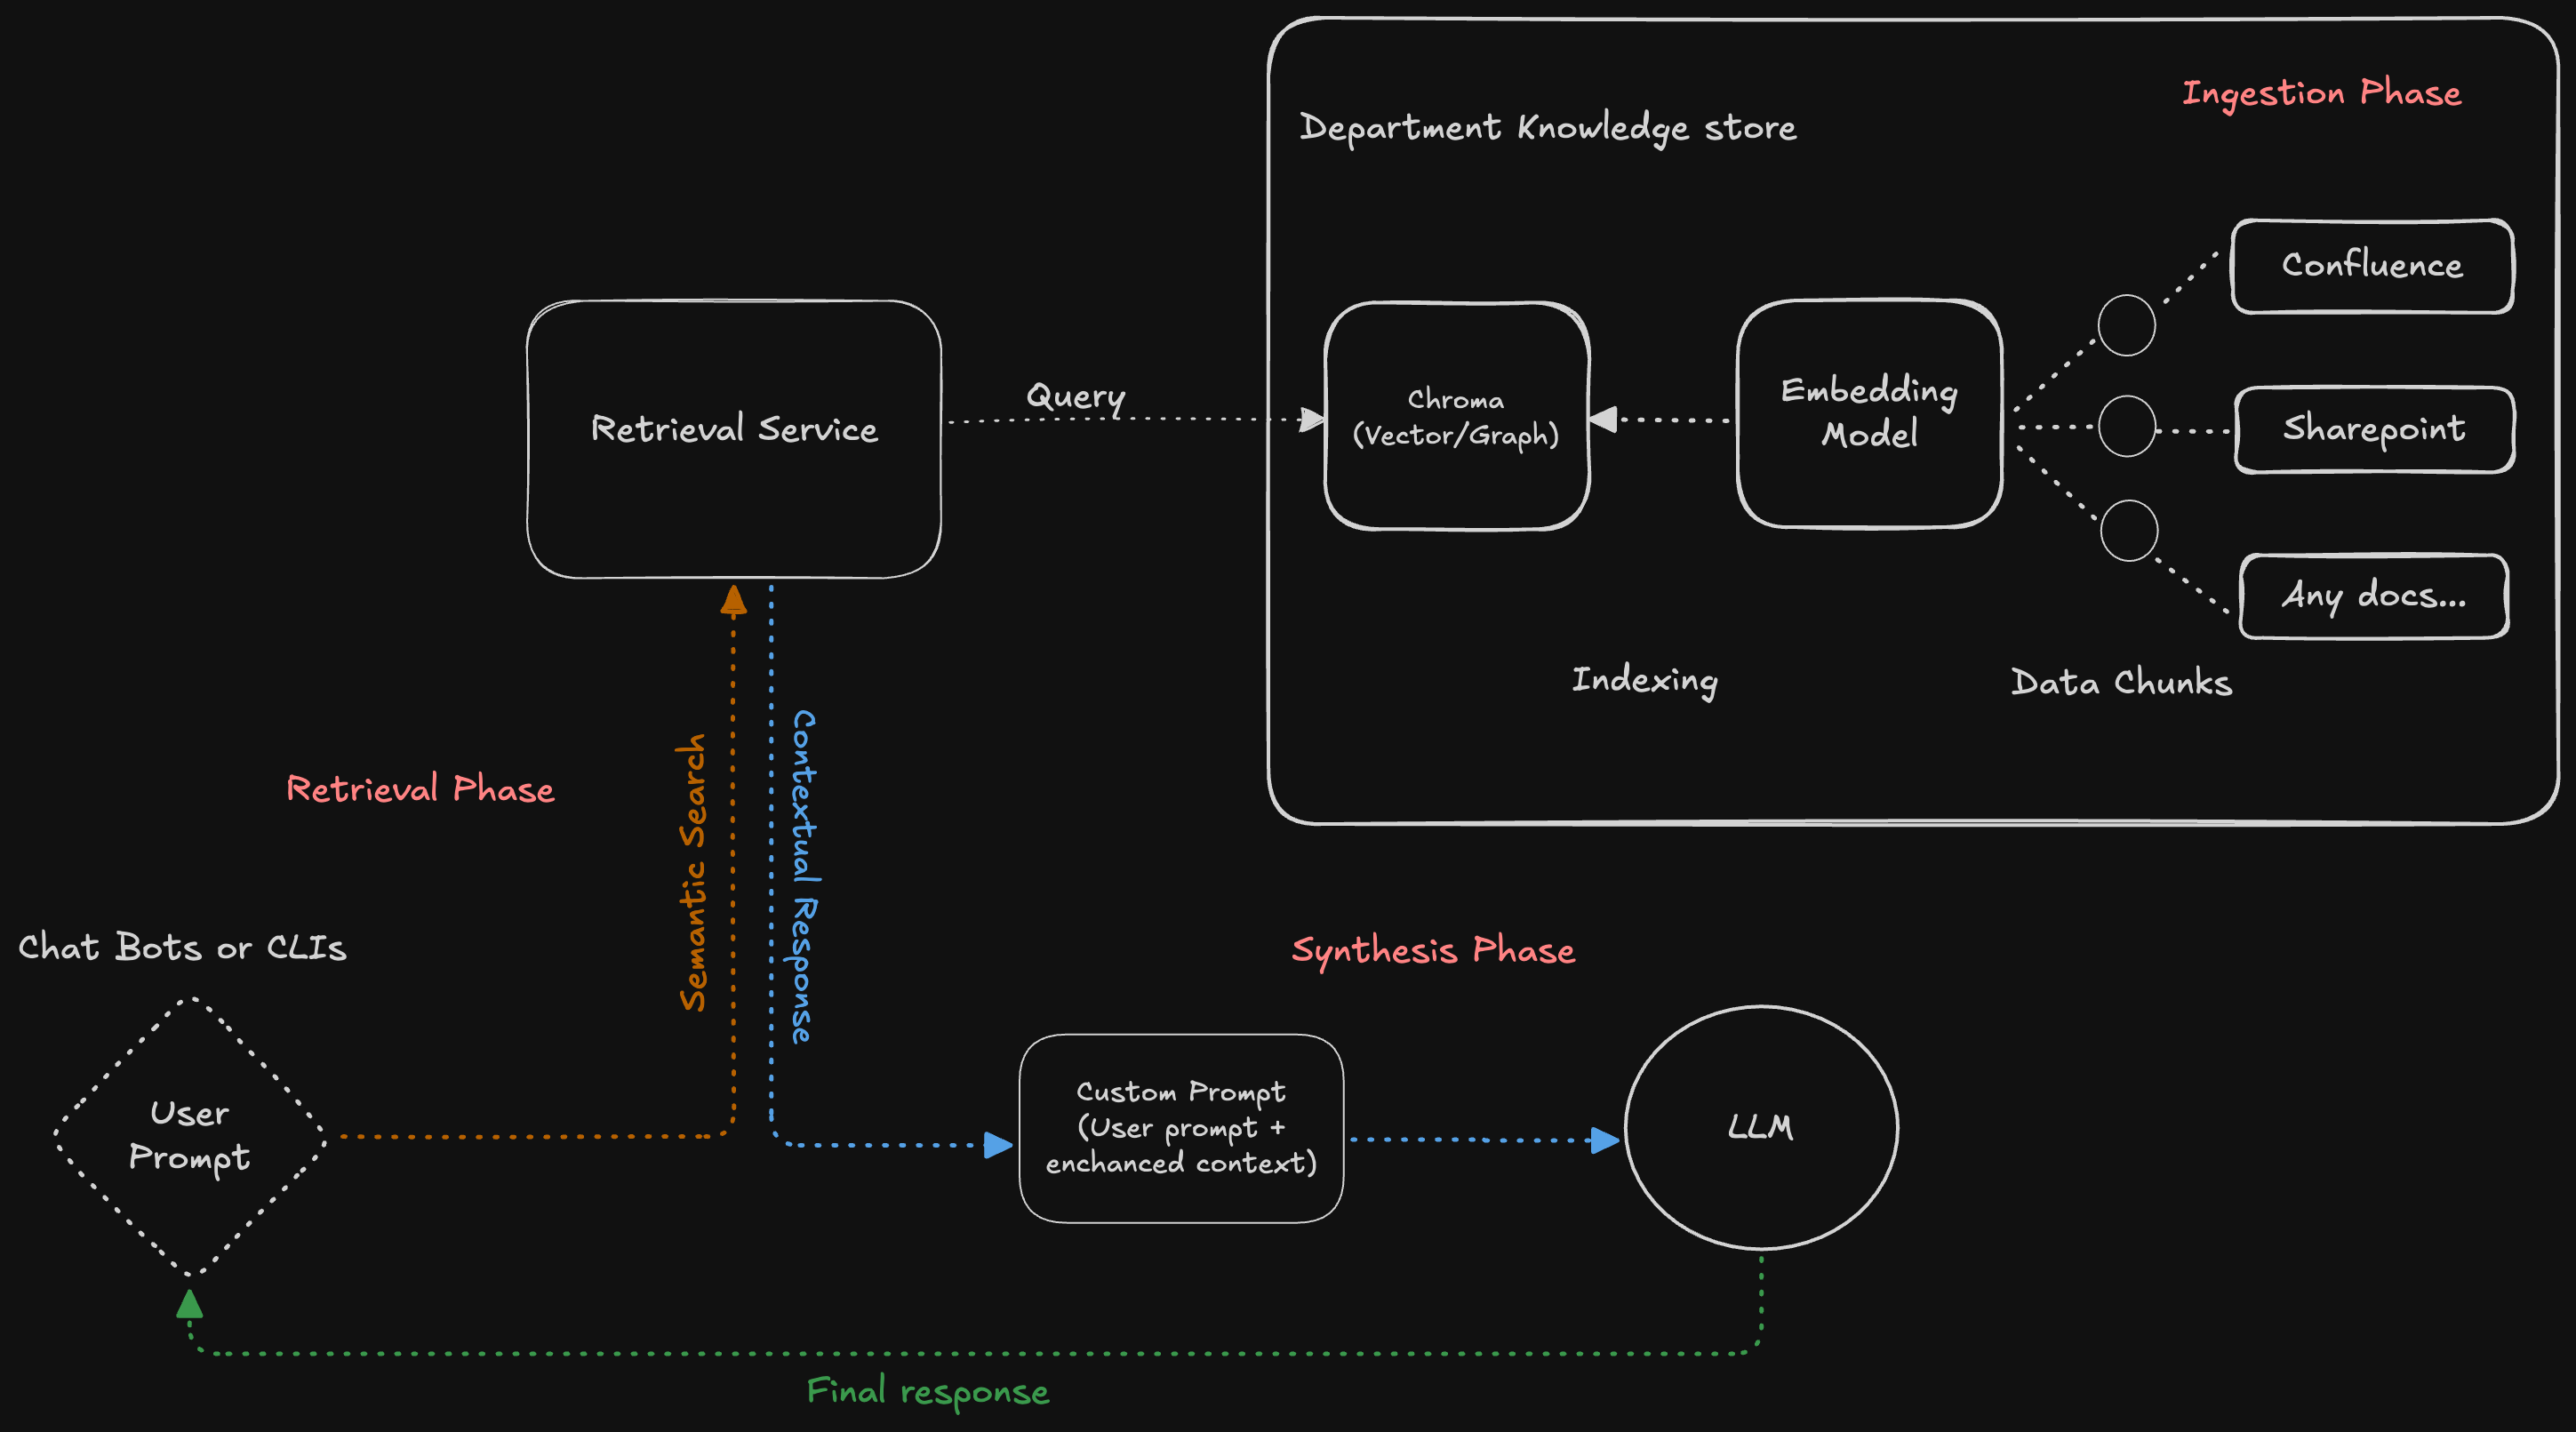 Ingestion Phase
Department Knowledge store
Confluence
Retrieval Service
Query
Chroma
(Vector/Graph)
Embedding
Model
Sharepoint
Any docs...
Indexing
Data Chunks
Retrieval Phase
Semantic Search
Contextual Response
Chat Bots or CLIs
Synthesis Phase
User
Prompt
Custom Prompt
(User prompt +
enchanced context)
LLM
Final response